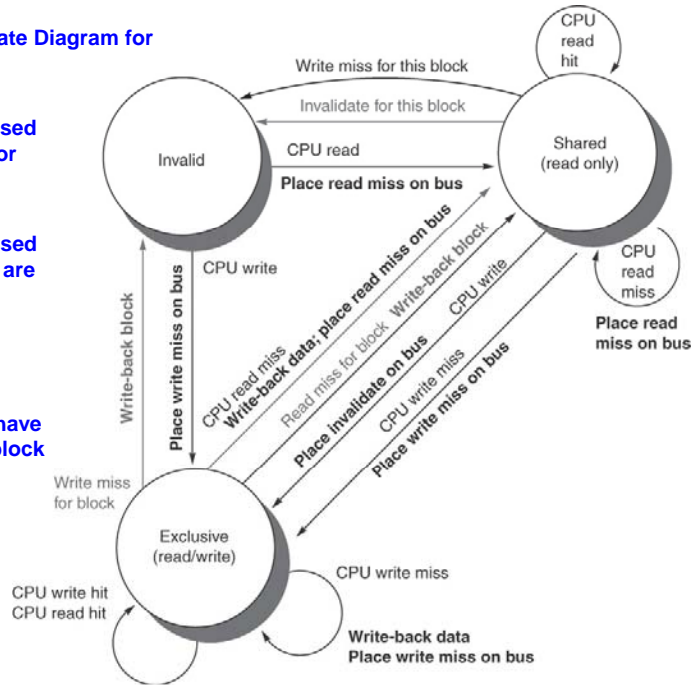 ate Diagram for
sed
or
sed
are
have
block
CPU
read
hit
Write miss for this block
Invalidate for this block
Invalid
CPU read
Place read miss on bus
Shared
(read only)
CPU
read
miss
Place read
miss on bus
CPU write
Place write miss on bus
Write-back block
Write miss
for block
CPU read miss
Write-back data; place read miss on bus
Read miss for block
Write-back block
CPU write
Place invalidate on bus
CPU write miss
Place write miss on bus
Exclusive
(read/write)
CPU write hit
CPU read hit
CPU write miss
Write-back data
Place write miss on bus